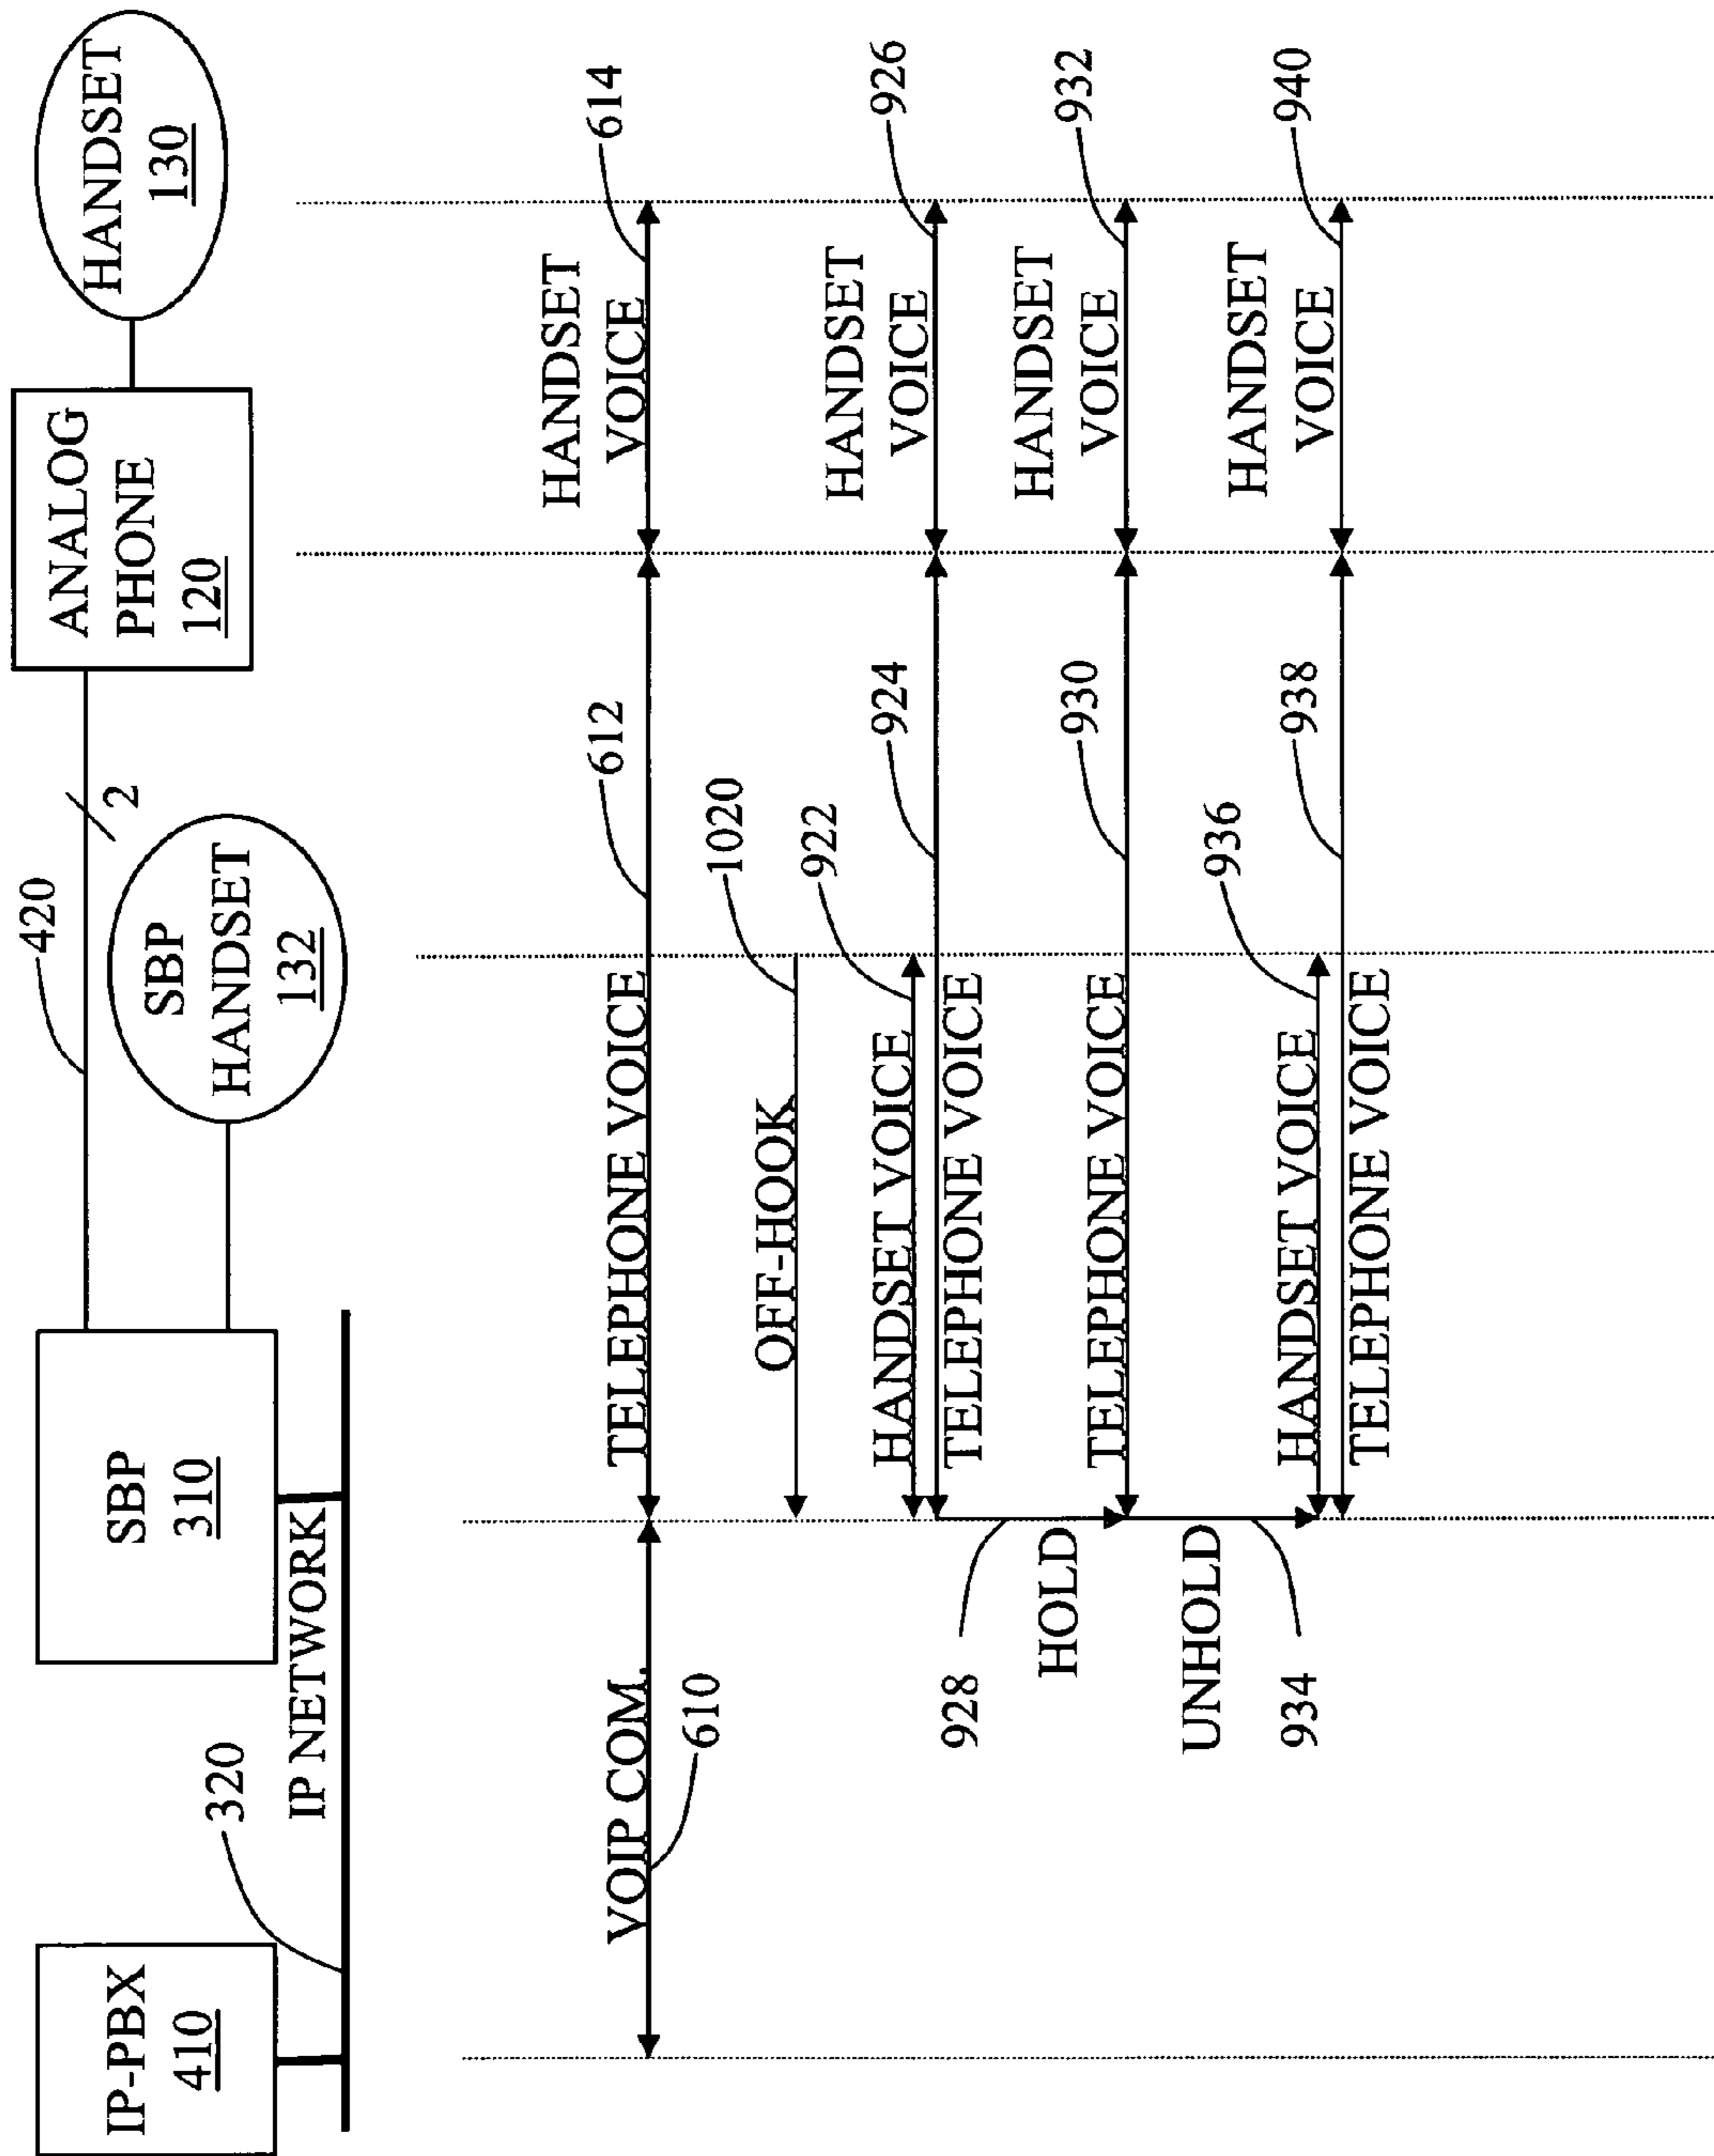 IP-PBX
410
320
IP NETWORK
SBP
310
420
2
SBP
HANDSET
132
ANALOG
PHONE
120
HANDSET
130
VOIP COM.
610
TELEPHONE VOICE
612
HANDSET
VOICE
614
OFF-HOOK
1020
HANDSET VOICE
922
TELEPHONE VOICE
924
HANDSET
VOICE
926
928
HOLD
TELEPHONE VOICE
930
HANDSET
VOICE
932
UNHOLD
934
HANDSET VOICE
936
TELEPHONE VOICE
938
HANDSET
VOICE
940